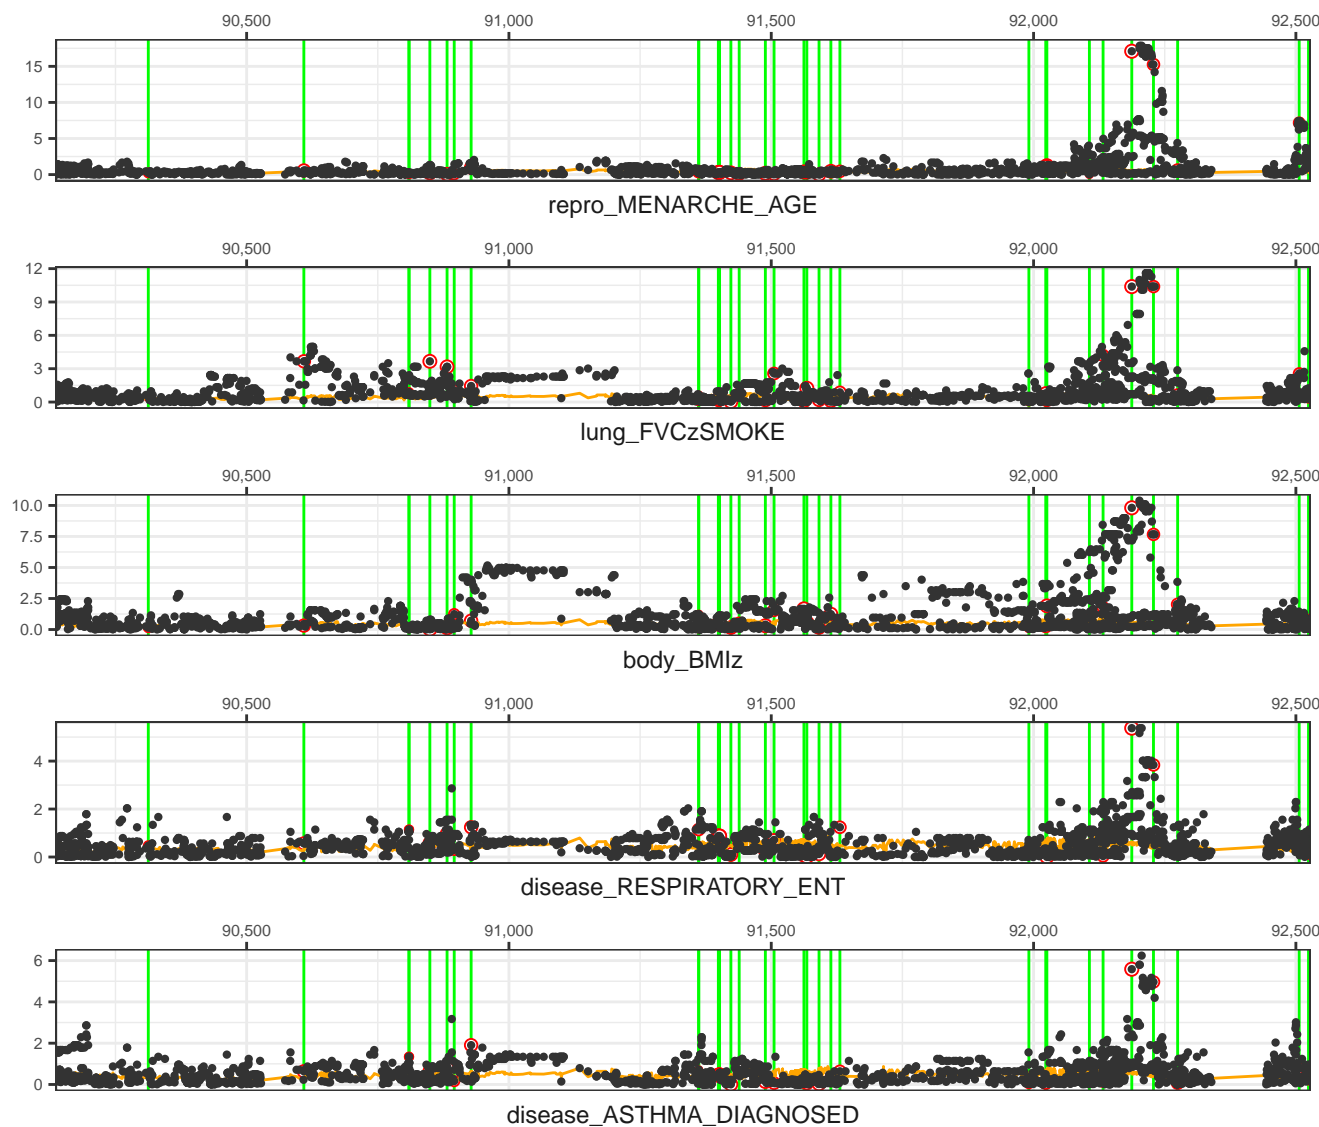 90,500 91,000 91,500 92,000 92,500
15
10
5
0
repro_MENARCHE_AGE
90,500 91,000 91,500 92,000 92,500
12
9
6
3
0
lung_FVCzSMOKE
90,500 91,000 91,500 92,000 92,500
10.0
7.5
5.0
2.5
0.0
body_BMIz
90,500 91,000 91,500 92,000 92,500
4
2
0
disease_RESPIRATORY_ENT
90,500 91,000 91,500 92,000 92,500
6
4
2
0
disease_ASTHMA_DIAGNOSED